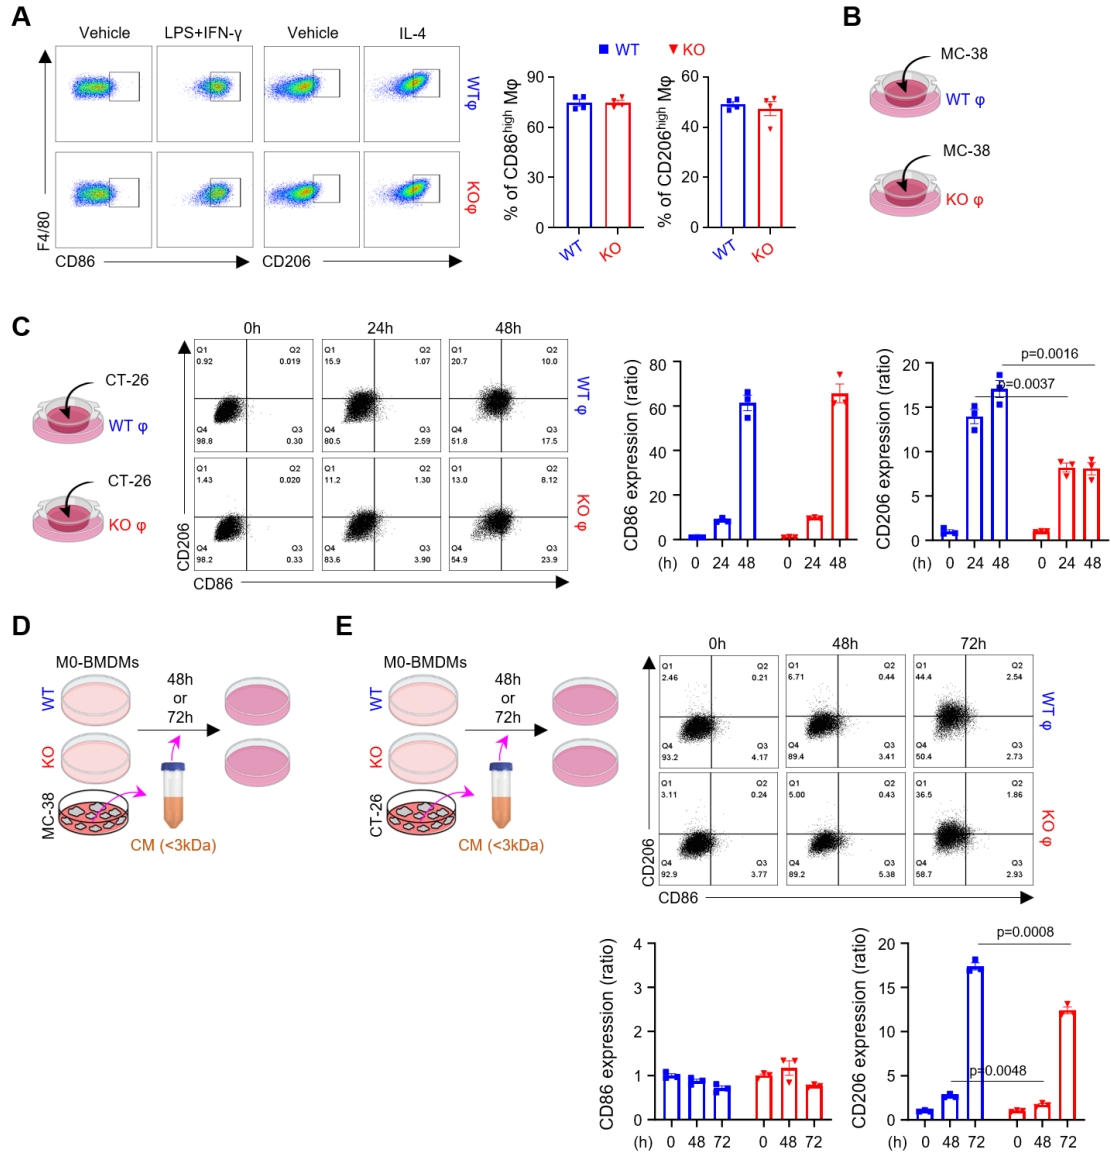 A
Vehicle
LPS+IFN-γ
Vehicle
IL-4
WTφ
KOφ
F4/80
CD86
CD206
WT
KO
% of CD86high Mφ
90
60
30
0
WT
KO
% of CD206high Mφ
60
40
20
0
WT
KO
B
MC-38
WT φ
MC-38
KO φ
C
CT-26
WT φ
CT-26
KO φ
0h
24h
48h
Q1
0.92
Q2
0.019
Q4
98.8
Q3
0.30
Q1
15.9
Q2
1.07
Q4
80.5
Q3
2.59
Q1
20.7
Q2
10.0
Q4
51.8
Q3
17.5
WT φ
Q1
1.43
Q2
0.020
Q4
98.2
Q3
0.33
Q1
11.2
Q2
1.30
Q4
83.6
Q3
3.90
Q1
13.0
Q2
8.12
Q4
54.9
Q3
23.9
KO φ
CD206
CD86
CD86 expression (ratio)
80
60
40
20
0
(h)
0
24
48
0
24
48
CD206 expression (ratio)
20
15
10
5
0
p=0.0016
p=0.0037
(h)
0
24
48
0
24
48
D
M0-BMDMs
WT
KO
MC-38
48h
or
72h
CM (<3kDa)
E
M0-BMDMs
WT
KO
CT-26
48h
or
72h
CM (<3kDa)
0h
48h
72h
Q1
2.46
Q2
0.21
Q4
93.2
Q3
4.17
Q1
6.71
Q2
0.44
Q4
89.4
Q3
3.41
Q1
44.4
Q2
2.54
Q4
50.4
Q3
2.73
WT φ
Q1
3.11
Q2
0.24
Q4
92.9
Q3
3.77
Q1
5.00
Q2
0.43
Q4
89.2
Q3
5.38
Q1
36.5
Q2
1.86
Q4
58.7
Q3
2.93
KO φ
CD206
CD86
CD86 expression (ratio)
4
3
2
1
0
(h)
0
48
72
0
48
72
CD206 expression (ratio)
20
15
10
5
0
p=0.0008
p=0.0048
(h)
0
48
72
0
48
72